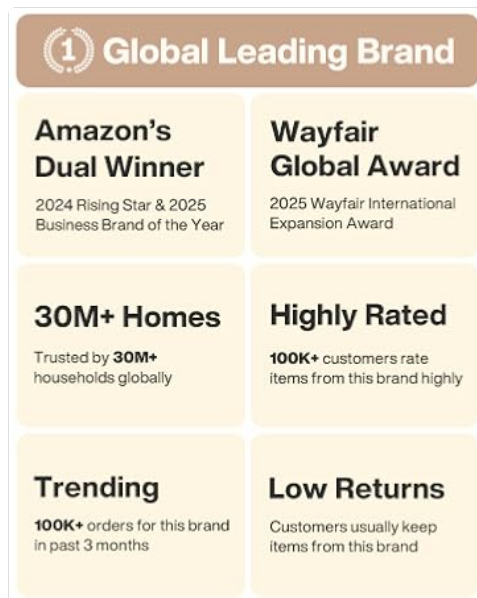 1 Global Leading Brand
Amazon's
Dual Winner
2024 Rising Star & 2025
Business Brand of the Year
Wayfair
Global Award
2025 Wayfair International
Expansion Award
30M+ Homes
Trusted by 30M+
households globally
Highly Rated
100K+ customers rate
items from this brand highly
Trending
100K+ orders for this brand
in past 3 months
Low Returns
Customers usually keep
items from this brand